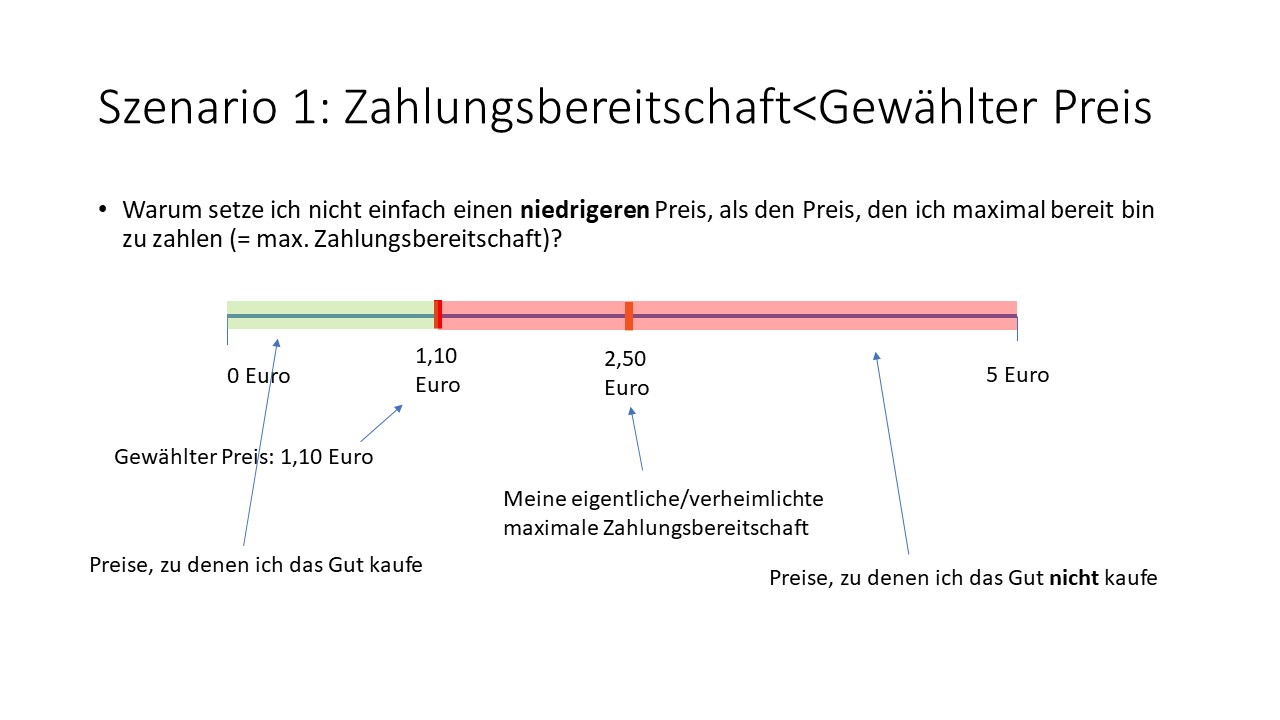 Szenario 1: Zahlungsbereitschaft<Gewählter Preis
• Warum setze ich nicht einfach einen niedrigeren Preis, als den Preis, den ich maximal bereit bin
zu zahlen (= max. Zahlungsbereitschaft)?
0 Euro
1,10
Euro
2,50
Euro
5 Euro
Gewählter Preis: 1,10 Euro
Meine eigentliche/verheimlichte
maximale Zahlungsbereitschaft
Preise, zu denen ich das Gut kaufe
Preise, zu denen ich das Gut nicht kaufe